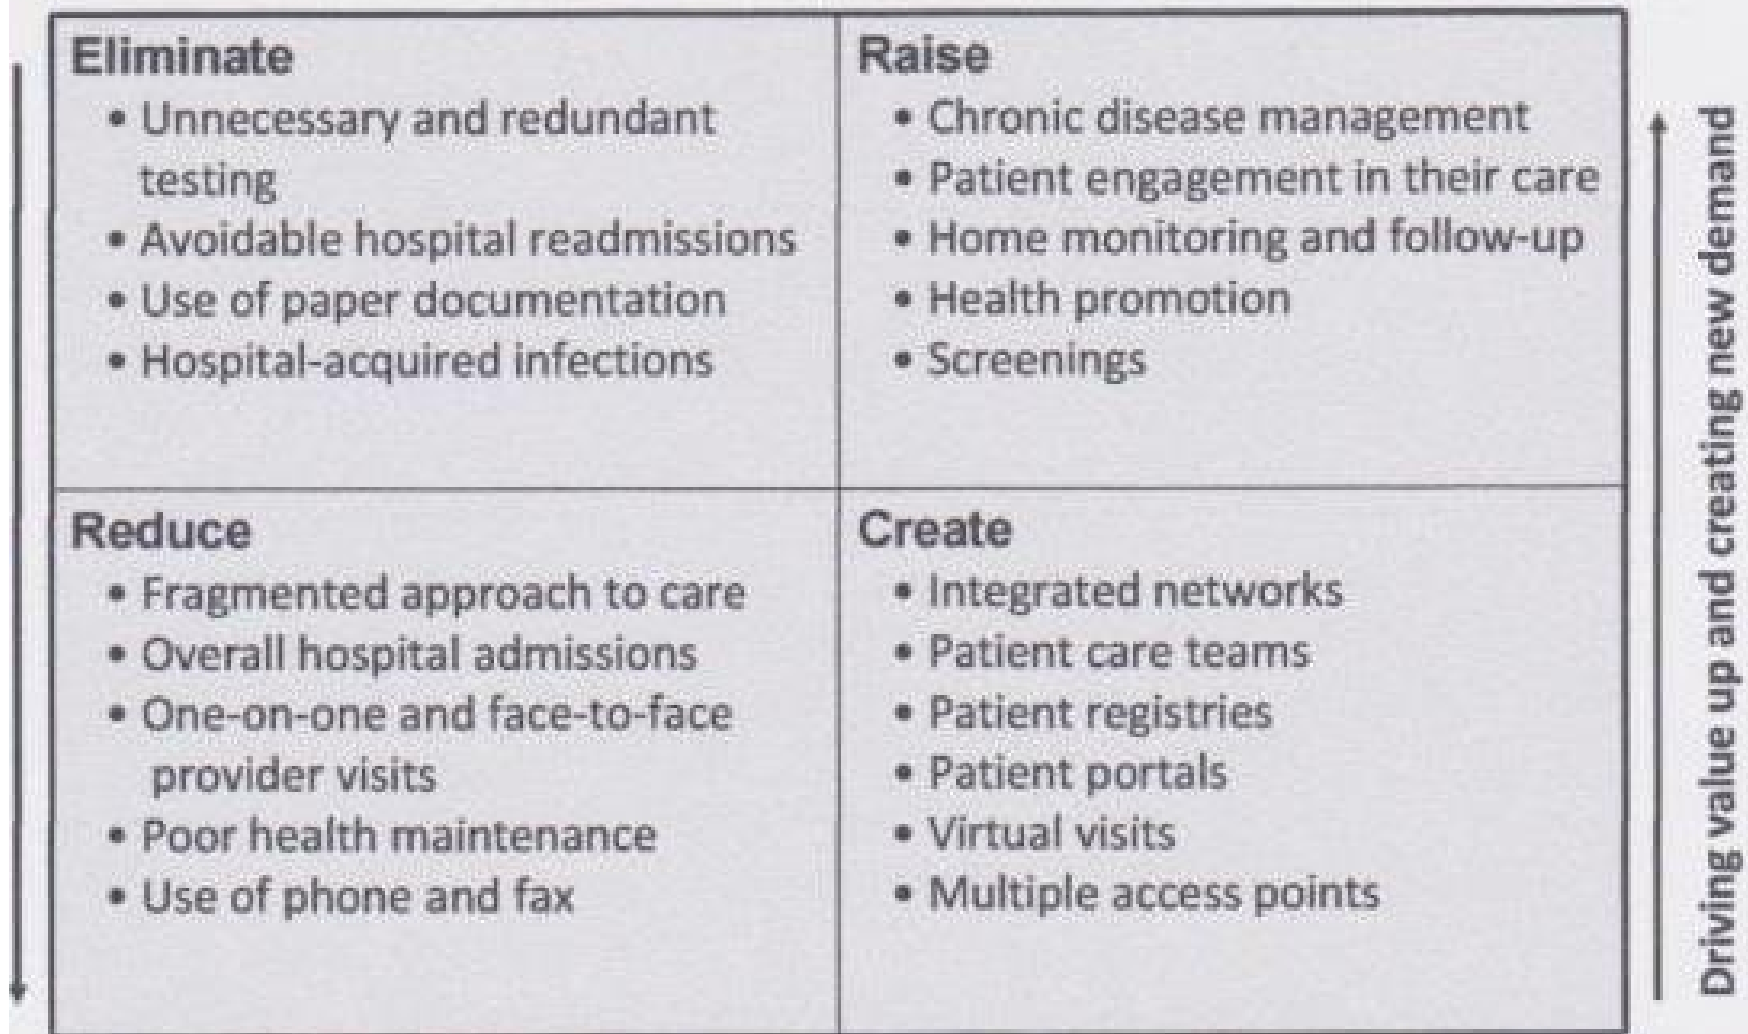 Eliminate
• Unnecessary and redundant
testing
• Avoidable hospital readmissions
• Use of paper documentation
• Hospital-acquired infections
Raise
• Chronic disease management
• Patient engagement in their care
• Home monitoring and follow-up
• Health promotion
• Screenings
Reduce
• Fragmented approach to care
• Overall hospital admissions
• One-on-one and face-to-face
provider visits
• Poor health maintenance
• Use of phone and fax
Create
• Integrated networks
• Patient care teams
• Patient registries
• Patient portals
• Virtual visits
• Multiple access points
Driving value up and creating new demand